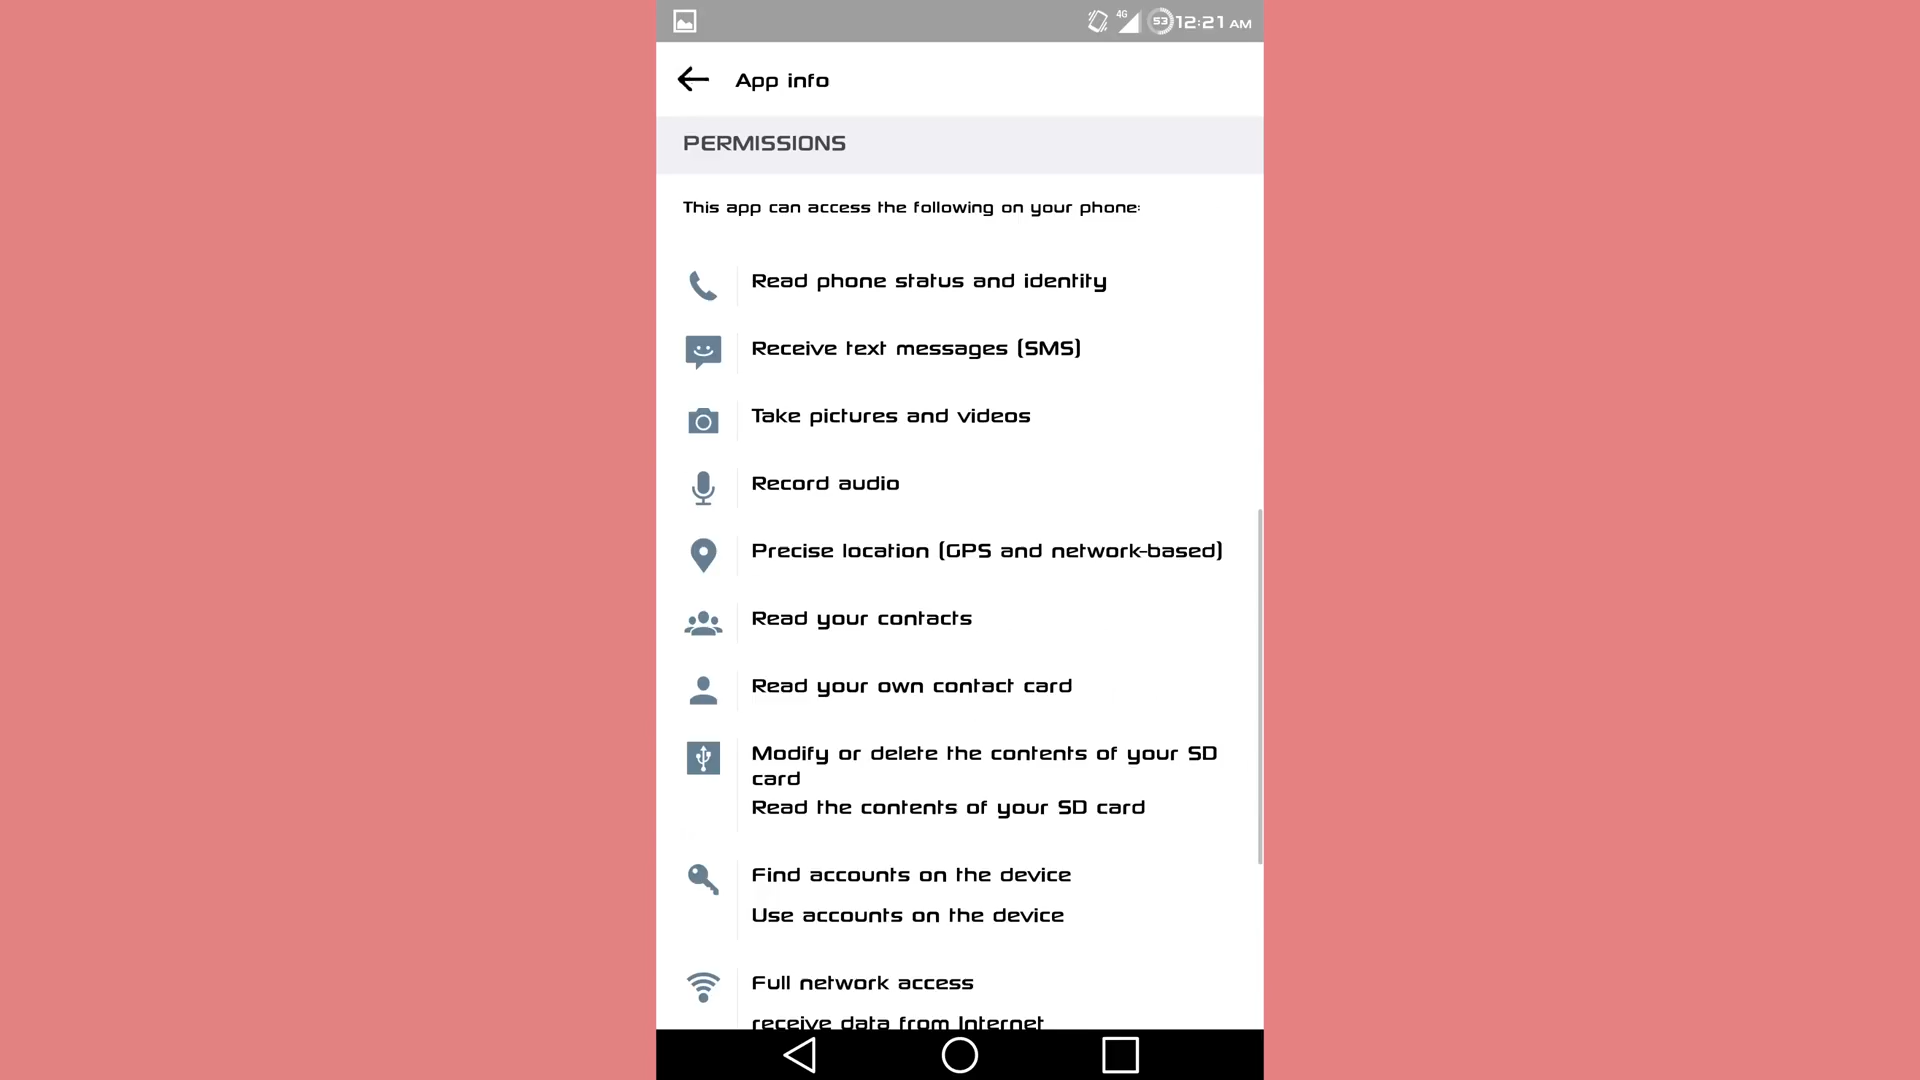 4G 53 12:21 AM
App info
PERMISSIONS
This app can access the following on your phone:
Read phone status and identity
Receive text messages (SMS)
Take pictures and videos
Record audio
Precise location (GPS and network-based)
Read your contacts
Read your own contact card
Modify or delete the contents of your SD
card
Read the contents of your SD card
Find accounts on the device
Use accounts on the device
Full network access
receive data from Internet